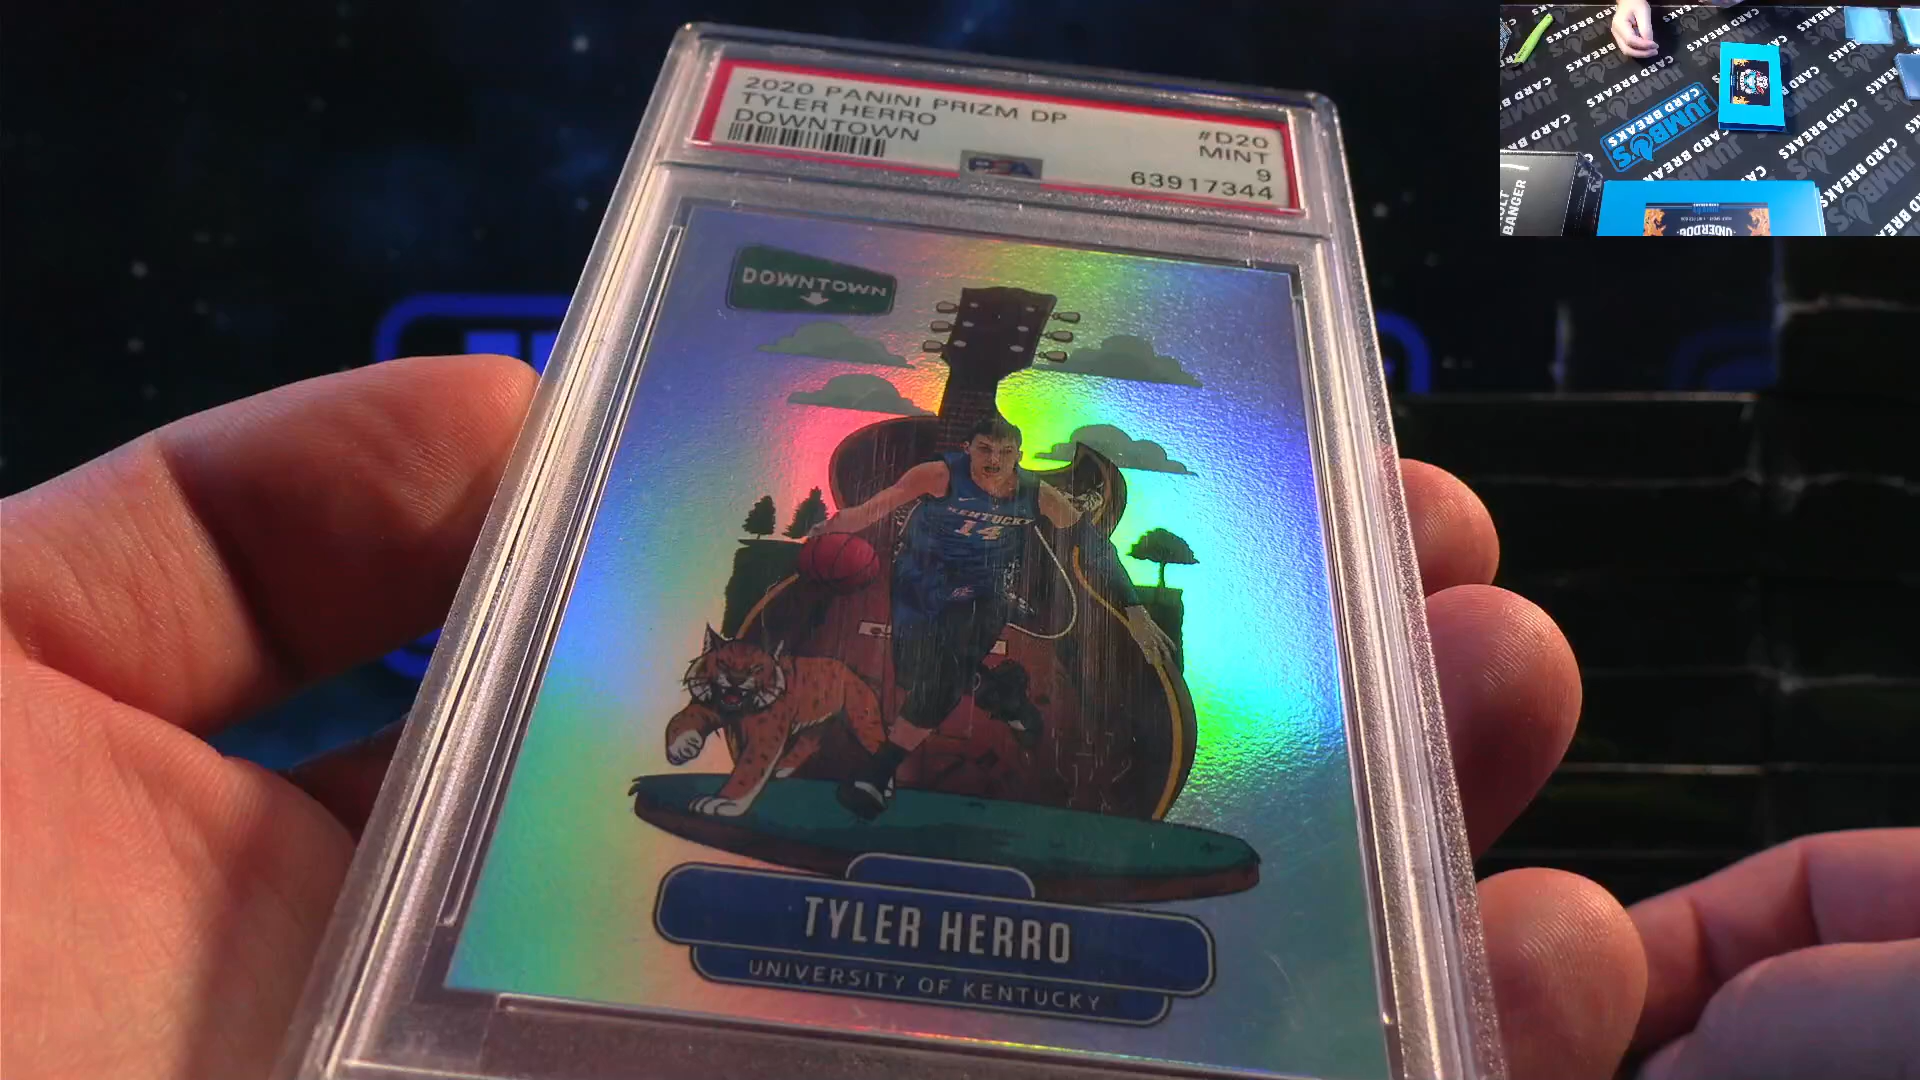 2020 PANINI PRIZM DP
TYLER HERRO
DOWNTOWN
#D20
MINT
9
63917344
PSA
DOWNTOWN
KENTUCKY
14
TYLER HERRO
UNIVERSITY OF KENTUCKY
JUMBO'S
CARD BREAKS
CARD BREAKS
BANGER
UNDERDOG